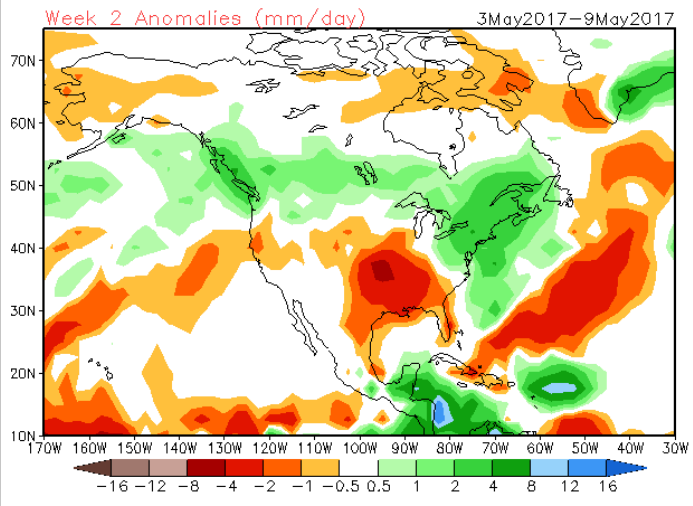 Week 2 Anomalies (mm/day) 3May2017−9May2017
70N
60N
50N
40N
30N
20N
10N
170W 160W 150W 140W 130W 120W 110W 100W 90W 80W 70W 60W 50W 40W 30W
−16 −12 −8 −4 −2 −1 −0.5 0.5 1 2 4 8 12 16